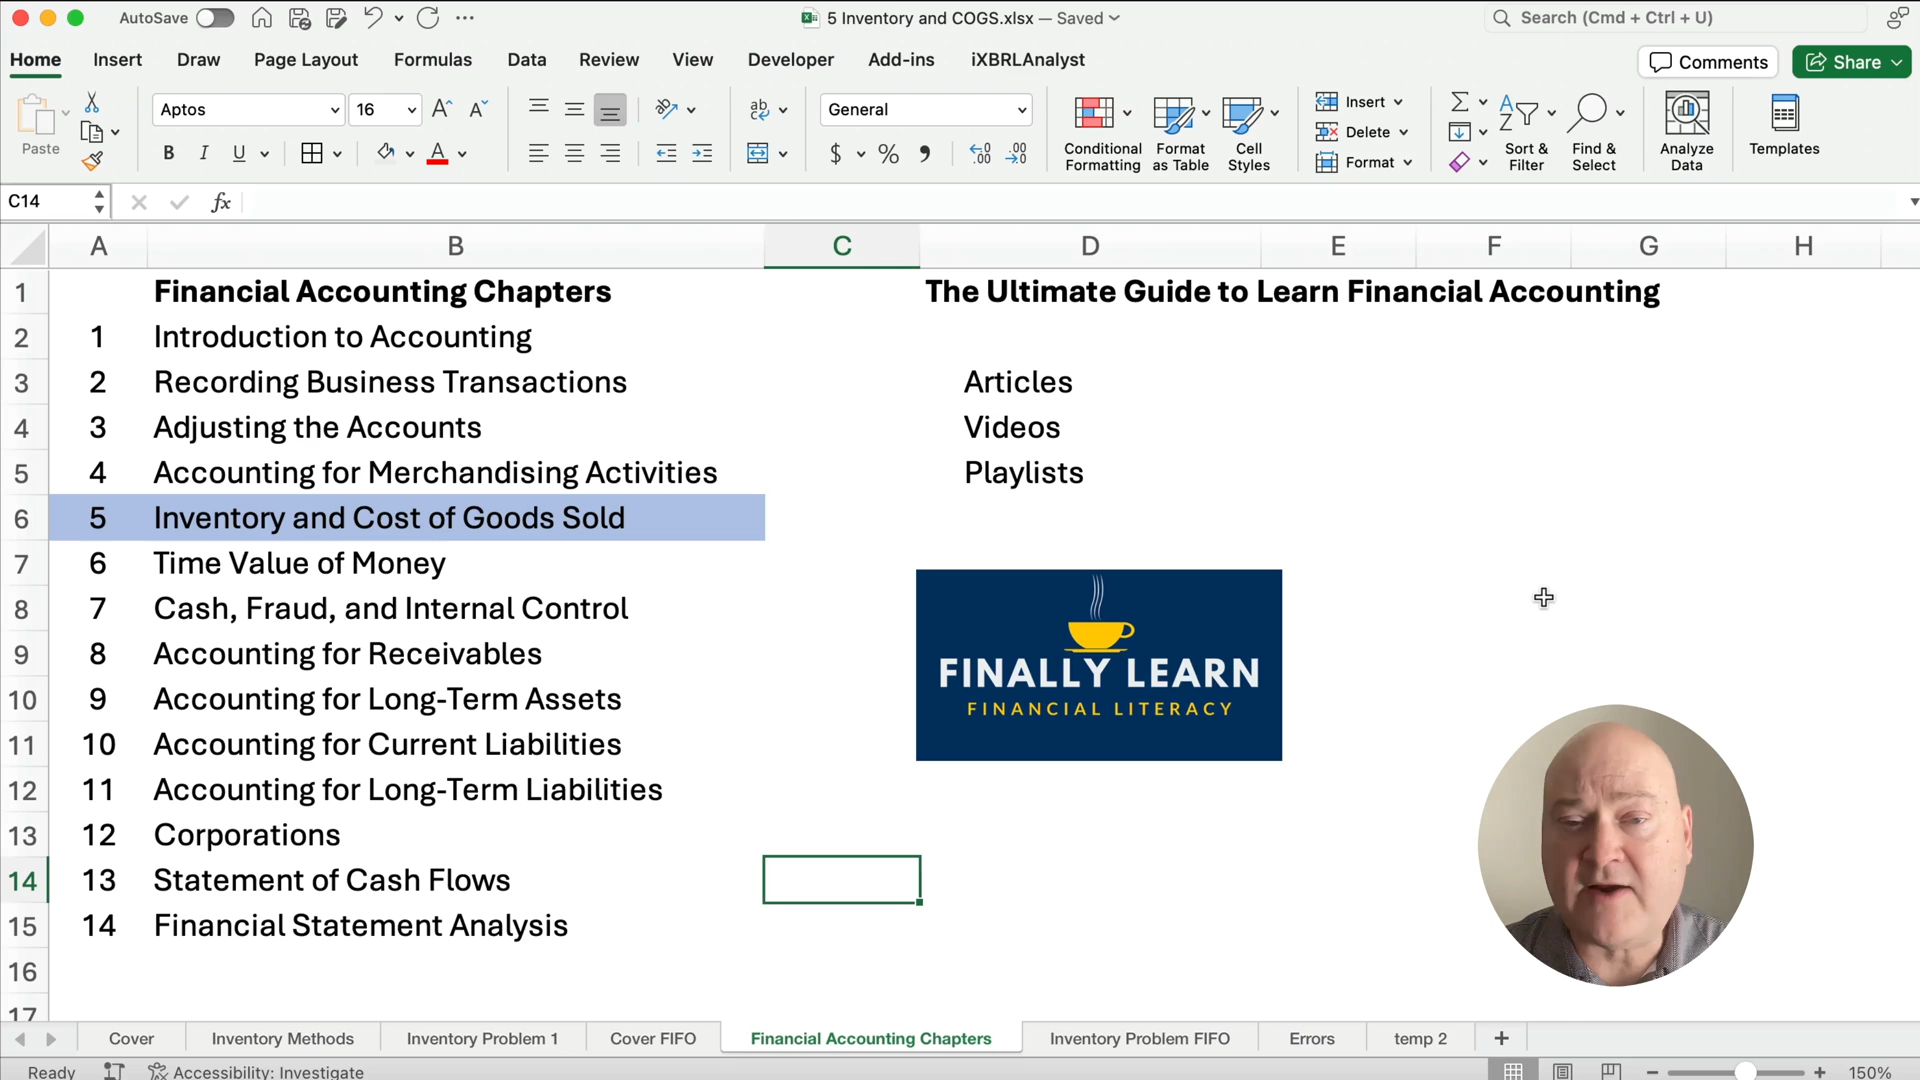 AutoSave
5 Inventory and COGS.xlsx — Saved
Search (Cmd + Ctrl + U)
Home Insert Draw Page Layout Formulas Data Review View Developer Add-ins iXBRLAnalyst
Comments Share
Paste
Aptos 16
B I U
General
$ % ,
Conditional Formatting
Format as Table
Cell Styles
Insert
Delete
Format
Sort & Filter
Find & Select
Analyze Data
Templates
C14 fx
A B C D E F G H
1 Financial Accounting Chapters The Ultimate Guide to Learn Financial Accounting
2 1 Introduction to Accounting
3 2 Recording Business Transactions Articles
4 3 Adjusting the Accounts Videos
5 4 Accounting for Merchandising Activities Playlists
6 5 Inventory and Cost of Goods Sold
7 6 Time Value of Money
8 7 Cash, Fraud, and Internal Control
9 8 Accounting for Receivables
10 9 Accounting for Long-Term Assets
11 10 Accounting for Current Liabilities
12 11 Accounting for Long-Term Liabilities
13 12 Corporations
14 13 Statement of Cash Flows
15 14 Financial Statement Analysis
16
17
FINALLY LEARN
FINANCIAL LITERACY
Cover Inventory Methods Inventory Problem 1 Cover FIFO Financial Accounting Chapters Inventory Problem FIFO Errors temp 2
Ready Accessibility: Investigate 150%